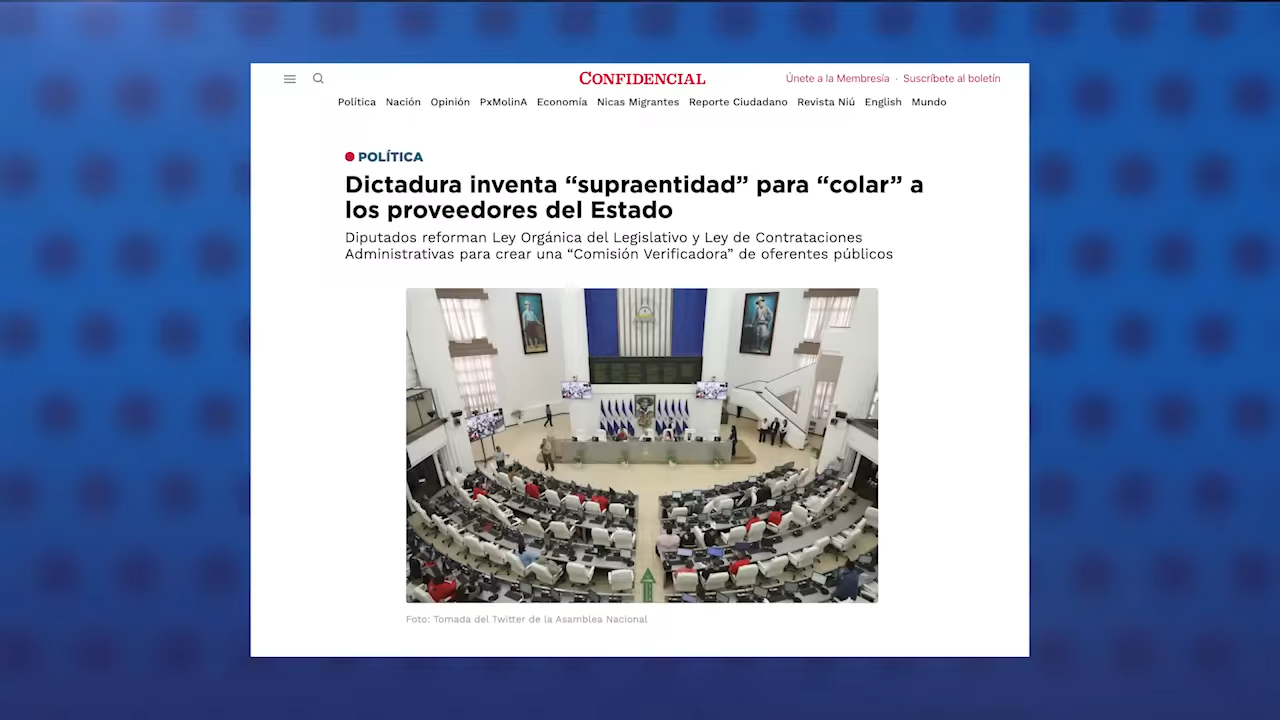 CONFIDENCIAL
Únete a la Membresía · Suscríbete al boletín
Política Nación Opinión PxMolinA Economía Nicas Migrantes Reporte Ciudadano Revista Niú English Mundo
POLÍTICA
Dictadura inventa “supraentidad” para “colar” a
los proveedores del Estado
Diputados reforman Ley Orgánica del Legislativo y Ley de Contrataciones
Administrativas para crear una “Comisión Verificadora” de oferentes públicos
Foto: Tomada del Twitter de la Asamblea Nacional